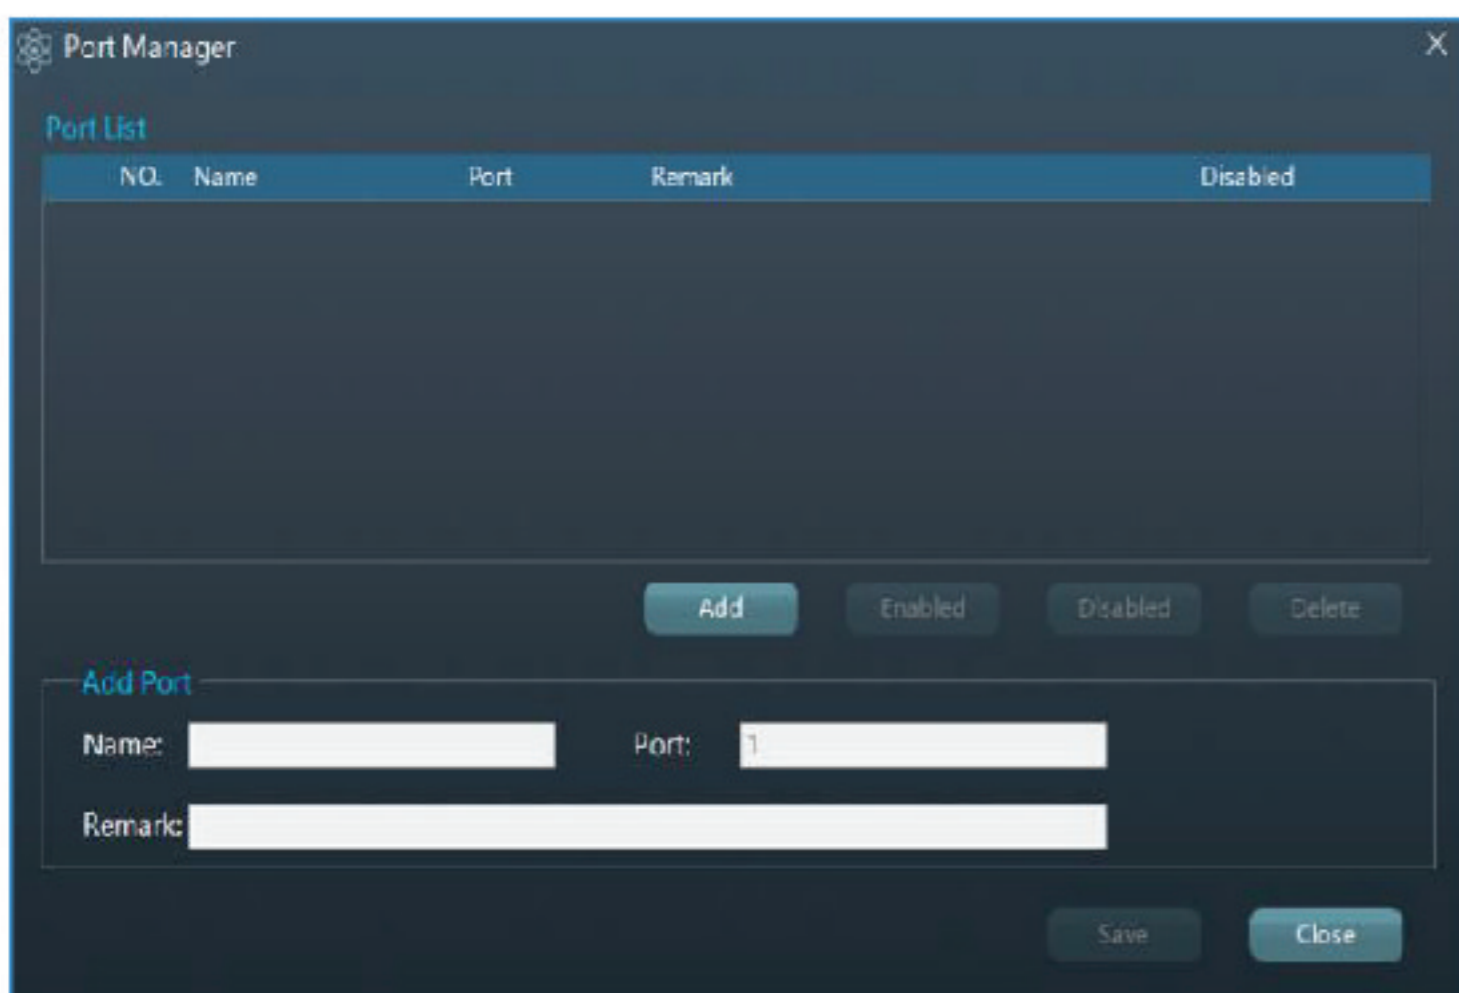 Port Manager X
Port List
NO. Name Port Remark Disabled
Add Enabled Disabled Delete
Add Port
Name: Port: 1
Remark:
Save Close